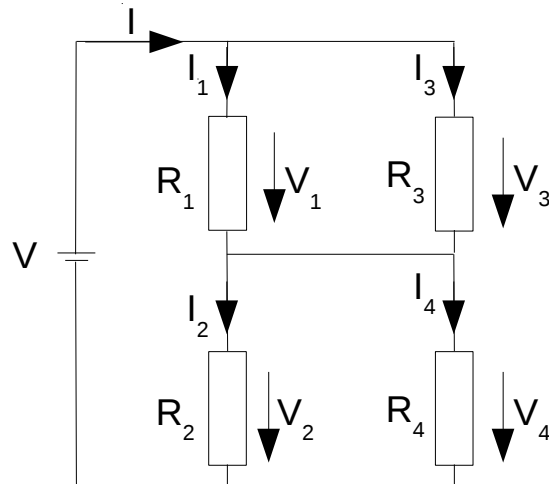 I
I₁ I₃
R₁ V₁ R₃ V₃
V
I₂ I₄
R₂ V₂ R₄ V₄